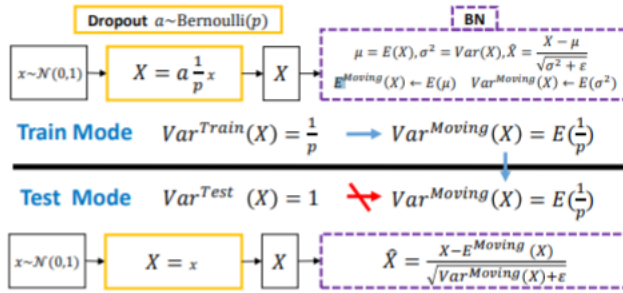 Dropout a~Bernoulli(p)
BN
x~𝒩(0,1)
X = a 1/p x
X
μ = E(X), σ² = Var(X), X̂ = (X − μ)/√(σ² + ε)
E^Moving(X) ← E(μ) Var^Moving(X) ← E(σ²)
Train Mode Var^Train(X) = 1/p Var^Moving(X) = E(1/p)
Test Mode Var^Test (X) = 1 Var^Moving(X) = E(1/p)
x~𝒩(0,1)
X = x
X
X̂ = (X−E^Moving(X))/√(Var^Moving(X)+ε)